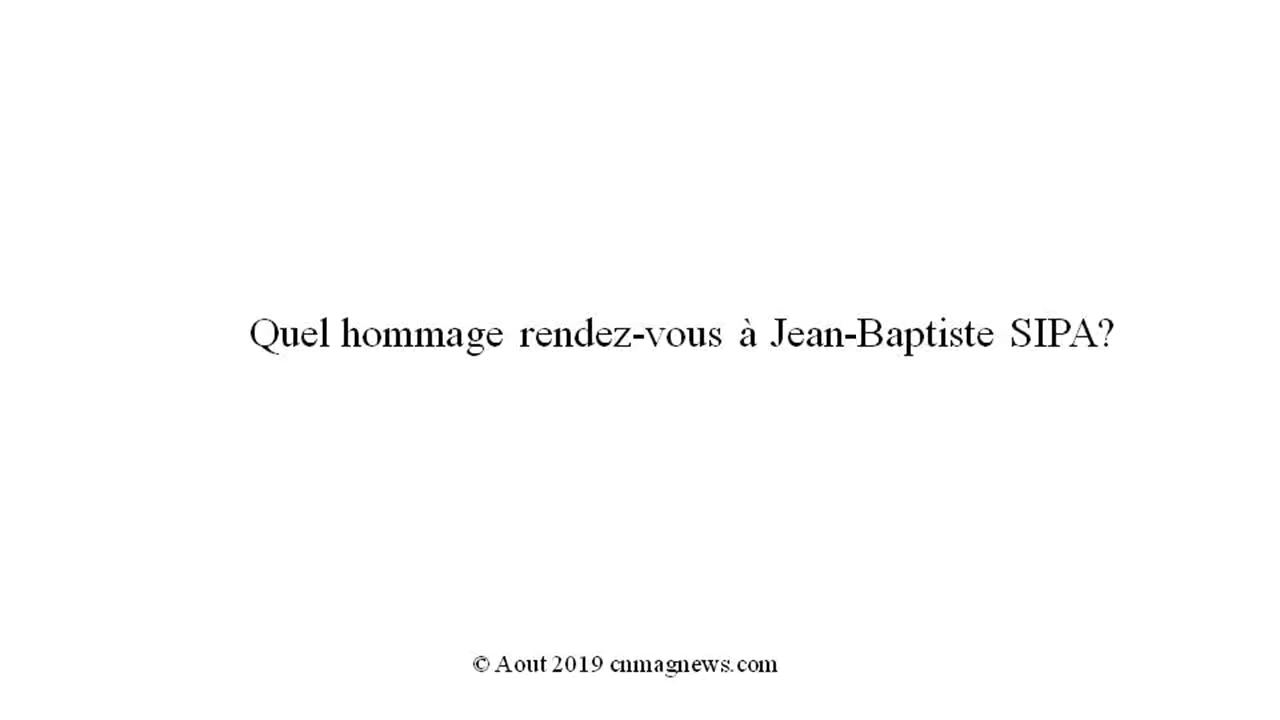 Quel hommage rendez-vous à Jean-Baptiste SIPA?
© Aout 2019 cnmagnews.com